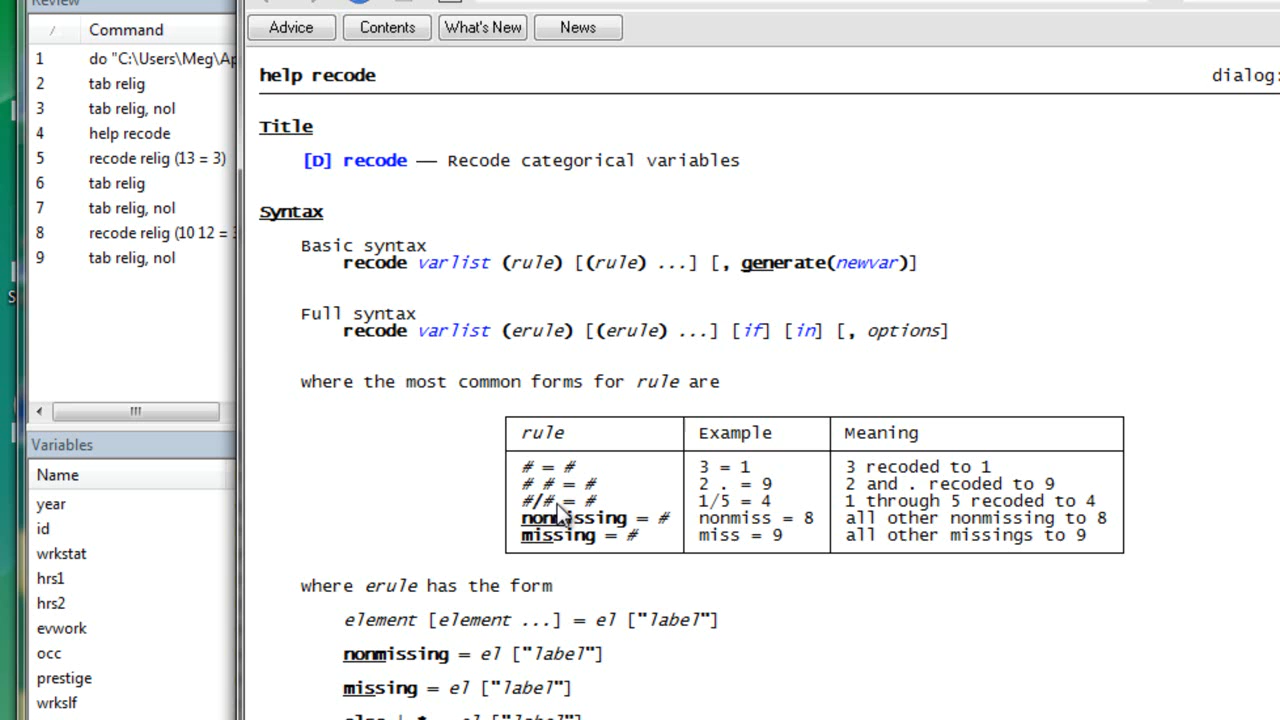 Review
Command
1 do "C:\Users\Meg\Ap
2 tab relig
3 tab relig, nol
4 help recode
5 recode relig (13 = 3)
6 tab relig
7 tab relig, nol
8 recode relig (10 12 = 3
9 tab relig, nol
Variables
Name
year
id
wrkstat
hrs1
hrs2
evwork
occ
prestige
wrkslf
Advice Contents What's New News
help recode dialog:
Title
[D] recode — Recode categorical variables
Syntax
Basic syntax
recode varlist (rule) [(rule) ...] [, generate(newvar)]
Full syntax
recode varlist (erule) [(erule) ...] [if] [in] [, options]
where the most common forms for rule are
rule Example Meaning
# = # 3 = 1 3 recoded to 1
# # = # 2 . = 9 2 and . recoded to 9
#/# = # 1/5 = 4 1 through 5 recoded to 4
nonmissing = # nonmiss = 8 all other nonmissing to 8
missing = # miss = 9 all other missings to 9
where erule has the form
element [element ...] = el ["label"]
nonmissing = el ["label"]
missing = el ["label"]
else | * = el ["label"]